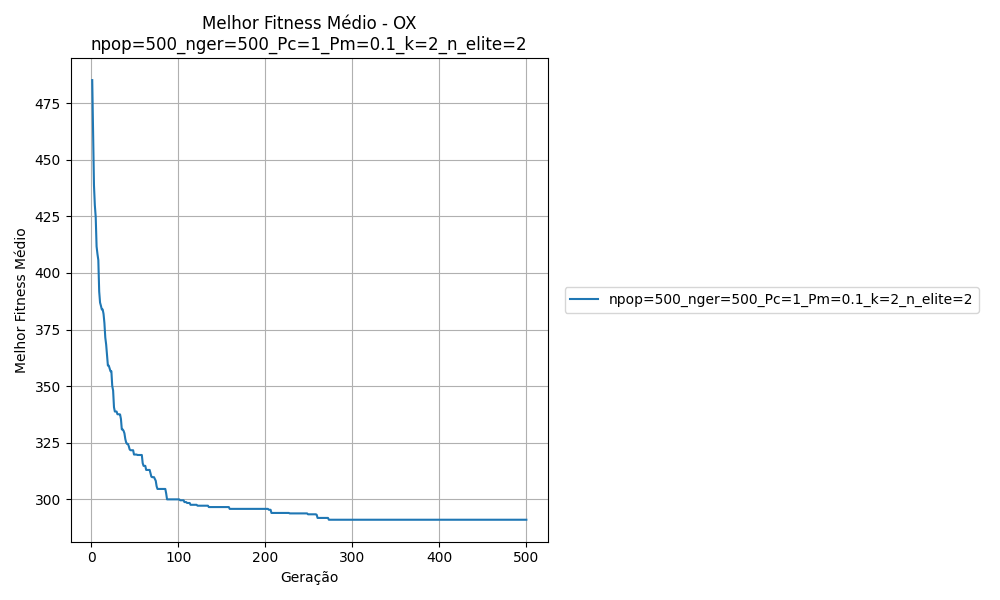 Melhor Fitness Médio - OX
npop=500_nger=500_Pc=1_Pm=0.1_k=2_n_elite=2
Melhor Fitness Médio
475
450
425
400
375
350
325
300
0
100
200
300
400
500
Geração
npop=500_nger=500_Pc=1_Pm=0.1_k=2_n_elite=2